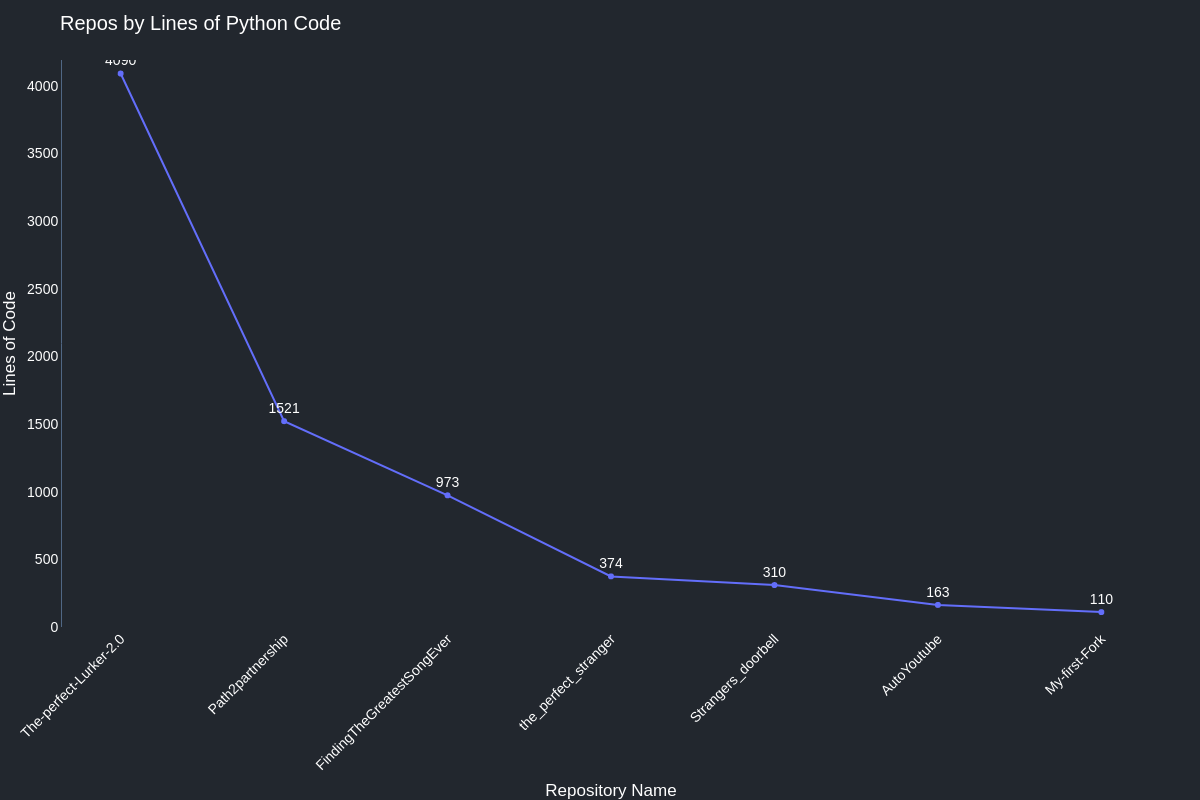 Repos by Lines of Python Code
4000
3500
3000
2500
2000
1500
1000
500
0
Lines of Code
1521
973
374
310
163
110
The-perfect-Lurker-2.0
Path2partnership
FindingTheGreatestSongEver
the_perfect_stranger
Strangers_doorbell
AutoYoutube
My-first-Fork
Repository Name